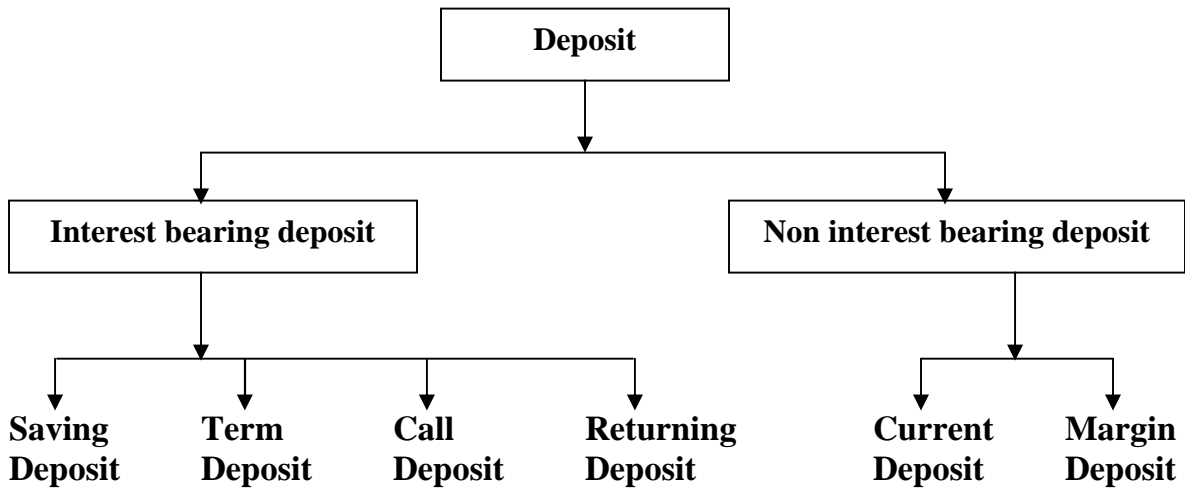 Deposit
Interest bearing deposit
Non interest bearing deposit
Saving
Deposit
Term
Deposit
Call
Deposit
Returning
Deposit
Current
Deposit
Margin
Deposit